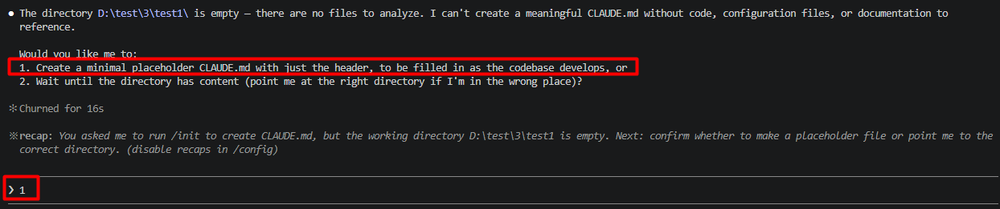 ● The directory D:\test\3\test1\ is empty — there are no files to analyze. I can't create a meaningful CLAUDE.md without code, configuration files, or documentation to
reference.
Would you like me to:
1. Create a minimal placeholder CLAUDE.md with just the header, to be filled in as the codebase develops, or
2. Wait until the directory has content (point me at the right directory if I'm in the wrong place)?
✻ Churned for 16s
※ recap: You asked me to run /init to create CLAUDE.md, but the working directory D:\test\3\test1 is empty. Next: confirm whether to make a placeholder file or point me to the
correct directory. (disable recaps in /config)
❯ 1